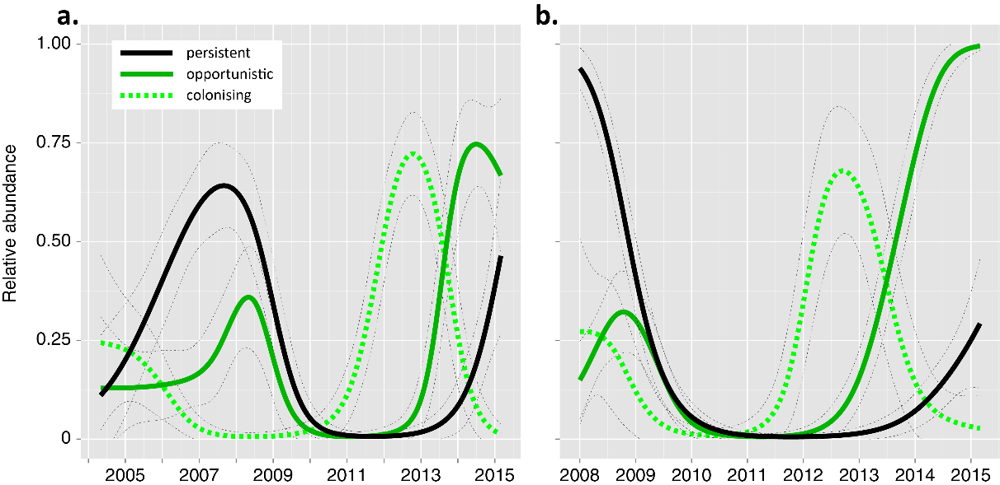 a.
b.
persistent
opportunistic
colonising
Relative abundance
1.00
0.75
0.50
0.25
0
2005 2007 2009 2011 2013 2015
2008 2009 2010 2011 2012 2013 2014 2015